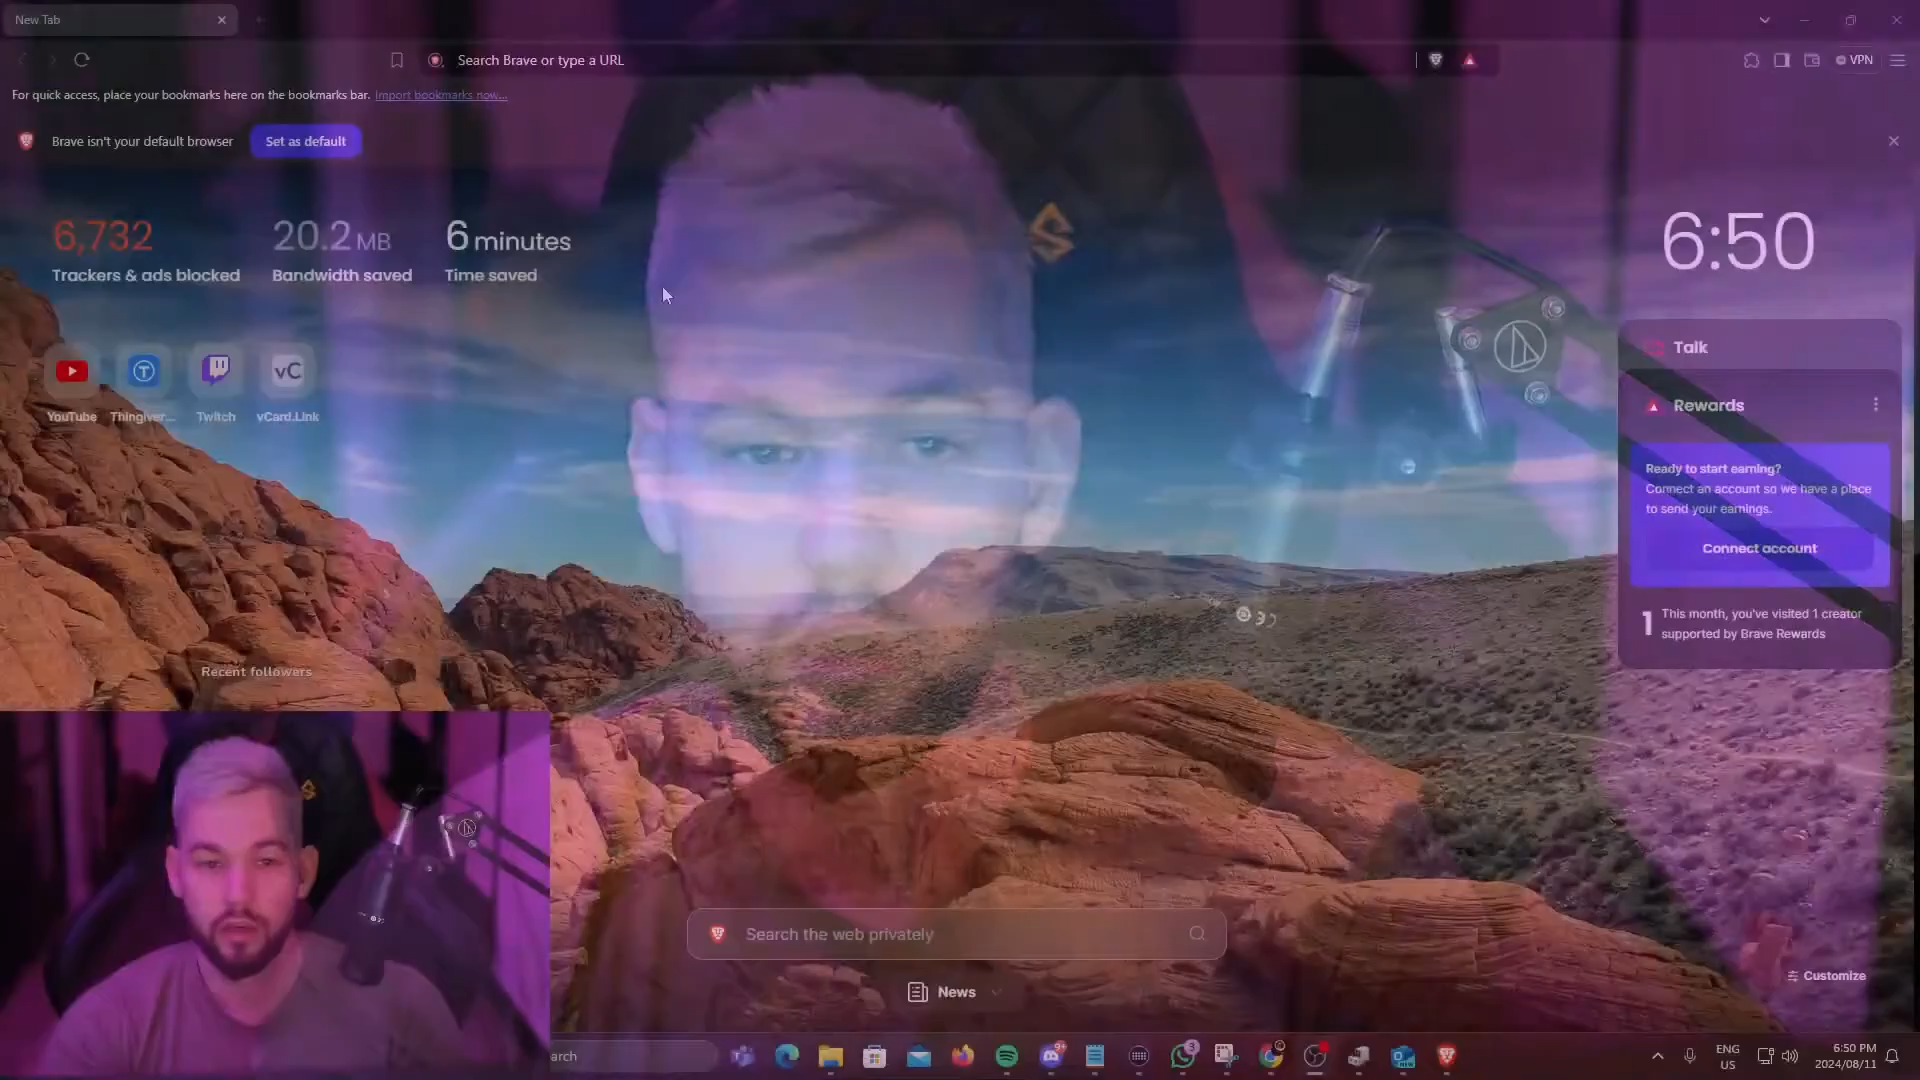 New Tab
Search Brave or type a URL
VPN
For quick access, place your bookmarks here on the bookmarks bar. Import bookmarks now...
Brave isn't your default browser
Set as default
6,732
Trackers & ads blocked
20.2 MB
Bandwidth saved
6 minutes
Time saved
6:50
YouTube
Thingiver...
Twitch
vC
vCard.Link
Talk
Rewards
Ready to start earning?
Connect an account so we have a place
to send your earnings.
Connect account
1
This month, you've visited 1 creator
supported by Brave Rewards
Recent followers
Search the web privately
News
Customize
arch
9+
3
ENG
US
6:50 PM
2024/08/11